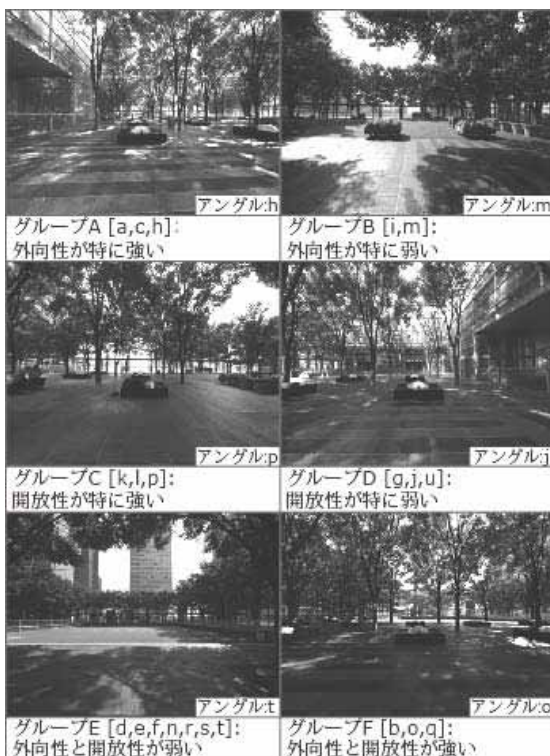 アングル:h
アングル:m
グループA [a,c,h]:
外向性が特に強い
グループB [i,m]:
外向性が特に弱い
アングル:p
アングル:j
グループC [k,l,p]:
開放性が特に強い
グループD [g,j,u]:
開放性が特に弱い
アングル:t
アングル:o
グループE [d,e,f,n,r,s,t]:
外向性と開放性が弱い
グループF [b,o,q]:
外向性と開放性が強い